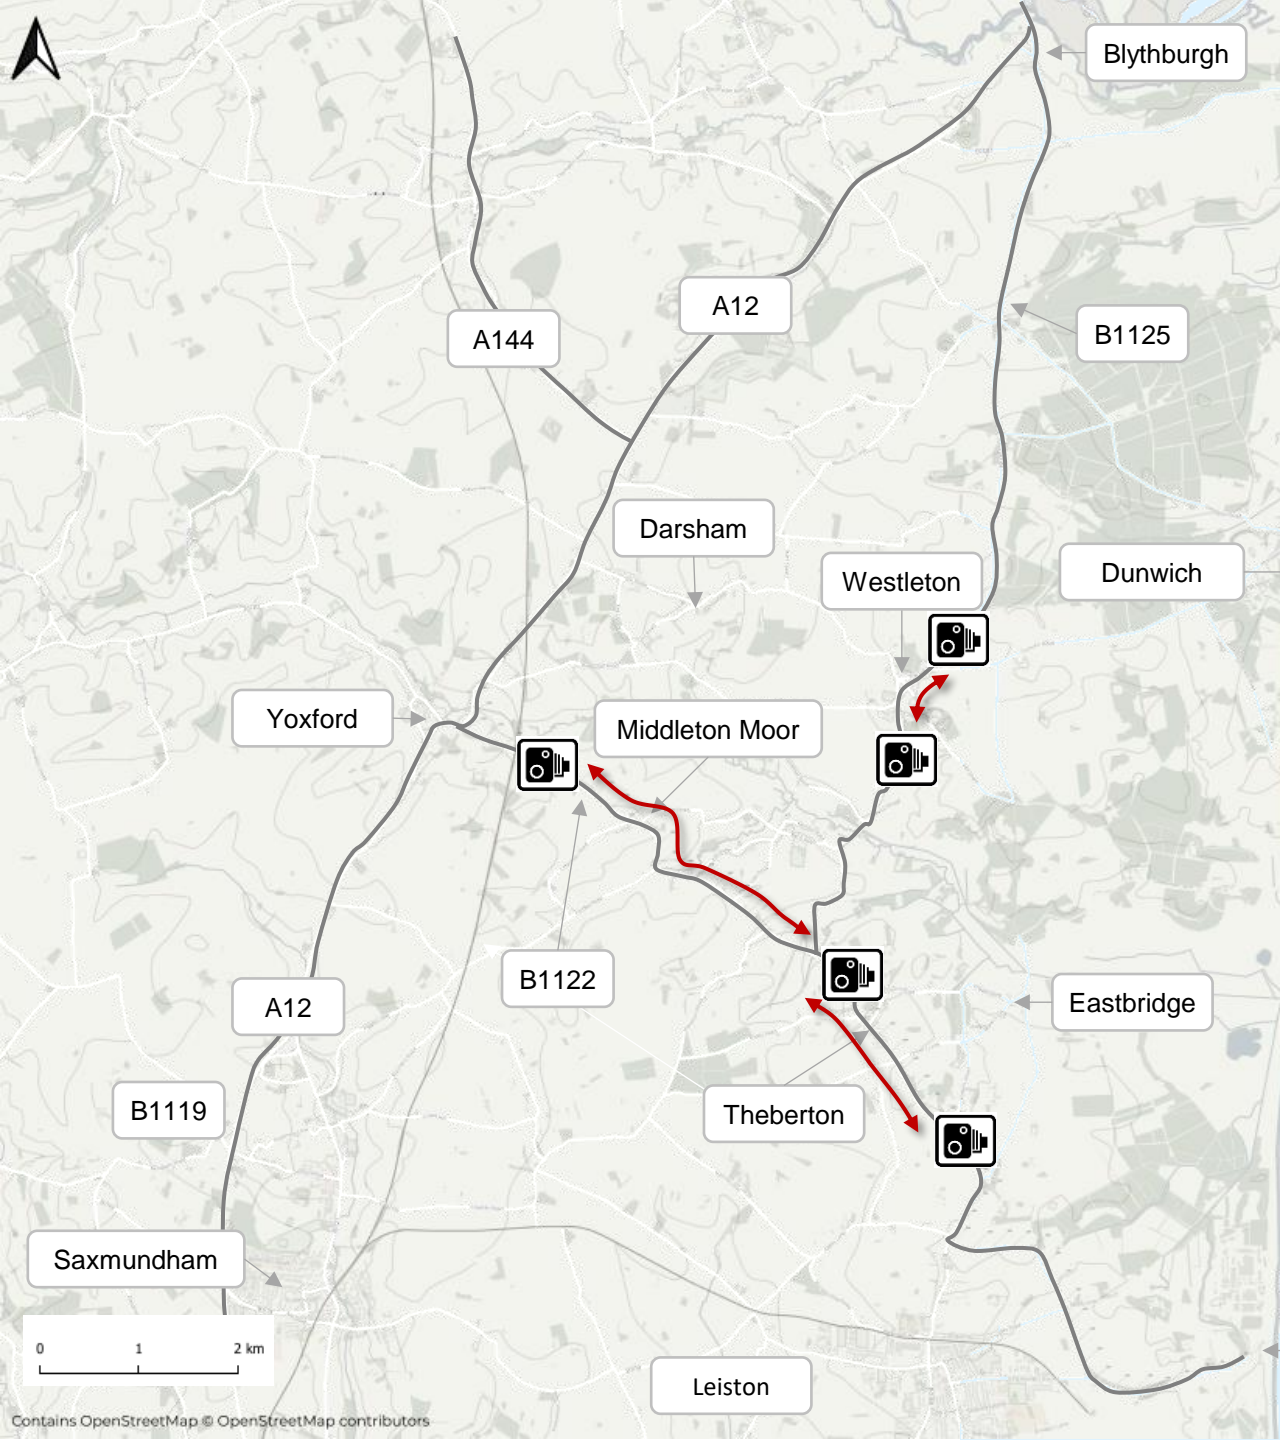 Blythburgh
A12
B1125
A144
Darsham
Dunwich
Westleton
Yoxford
Middleton Moor
B1122
A12
Eastbridge
B1119
Theberton
Saxmundham
0 1 2 km
Leiston
Contains OpenStreetMap © OpenStreetMap contributors